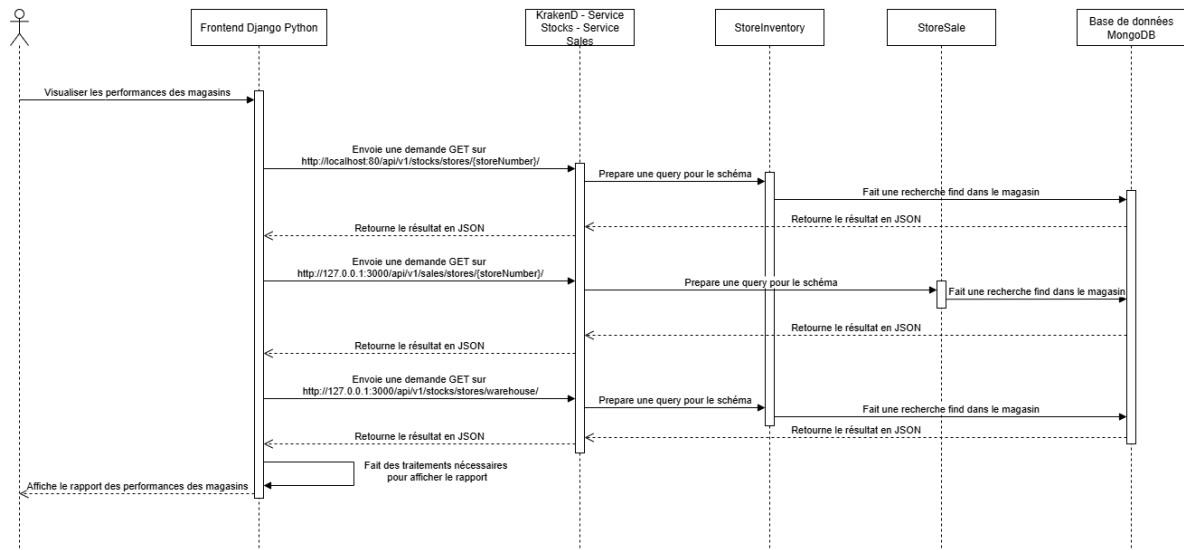 Frontend Django Python
KrakenD - Service
Stocks - Service
Sales
StoreInventory
StoreSale
Base de données
MongoDB
Visualiser les performances des magasins
Envoie une demande GET sur
http://localhost:80/api/v1/stocks/stores/{storeNumber}/
Prepare une query pour le schéma
Fait une recherche find dans le magasin
Retourne le résultat en JSON
Retourne le résultat en JSON
Envoie une demande GET sur
http://127.0.0.1:3000/api/v1/sales/stores/{storeNumber}/
Prepare une query pour le schéma
Fait une recherche find dans le magasin
Retourne le résultat en JSON
Retourne le résultat en JSON
Envoie une demande GET sur
http://127.0.0.1:3000/api/v1/stocks/stores/warehouse/
Prepare une query pour le schéma
Fait une recherche find dans le magasin
Retourne le résultat en JSON
Retourne le résultat en JSON
Fait des traitements nécessaires
pour afficher le rapport
Affiche le rapport des performances des magasins